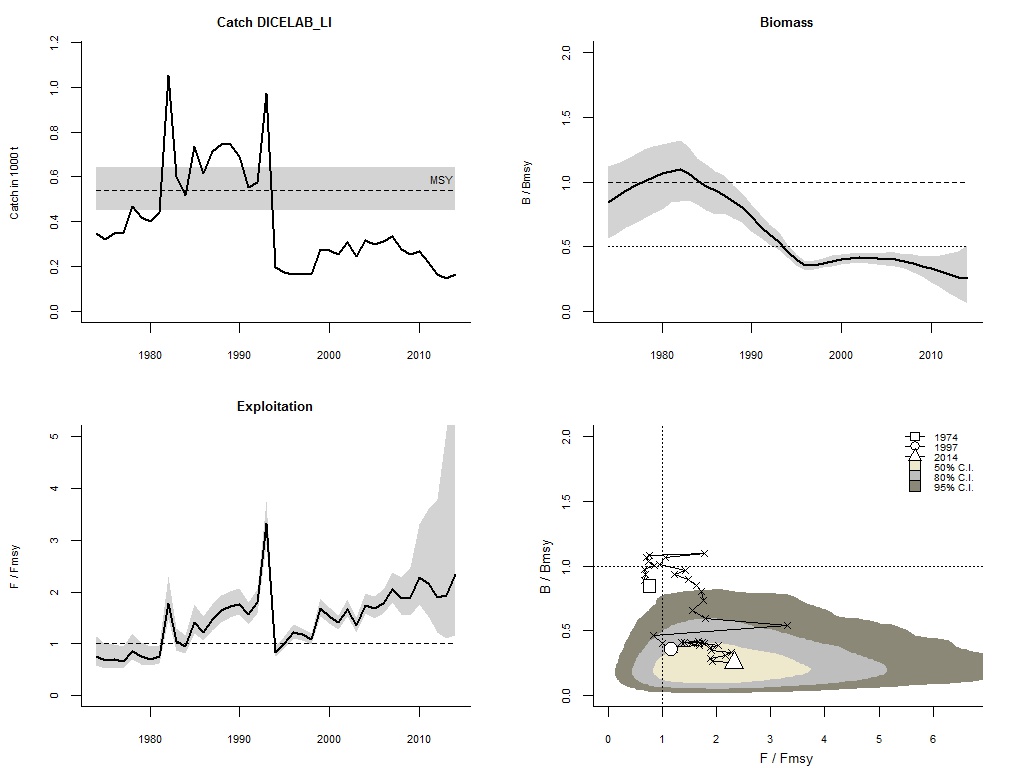 Catch DICELAB_LI
Catch in 1000 t
0.0 0.2 0.4 0.6 0.8 1.0 1.2
MSY
1980 1990 2000 2010
Biomass
B / Bmsy
0.0 0.5 1.0 1.5 2.0
1980 1990 2000 2010
Exploitation
F / Fmsy
0 1 2 3 4 5
1980 1990 2000 2010
B / Bmsy
0.0 0.5 1.0 1.5 2.0
1974
1997
2014
50% C.I.
80% C.I.
95% C.I.
0 1 2 3 4 5 6
F / Fmsy